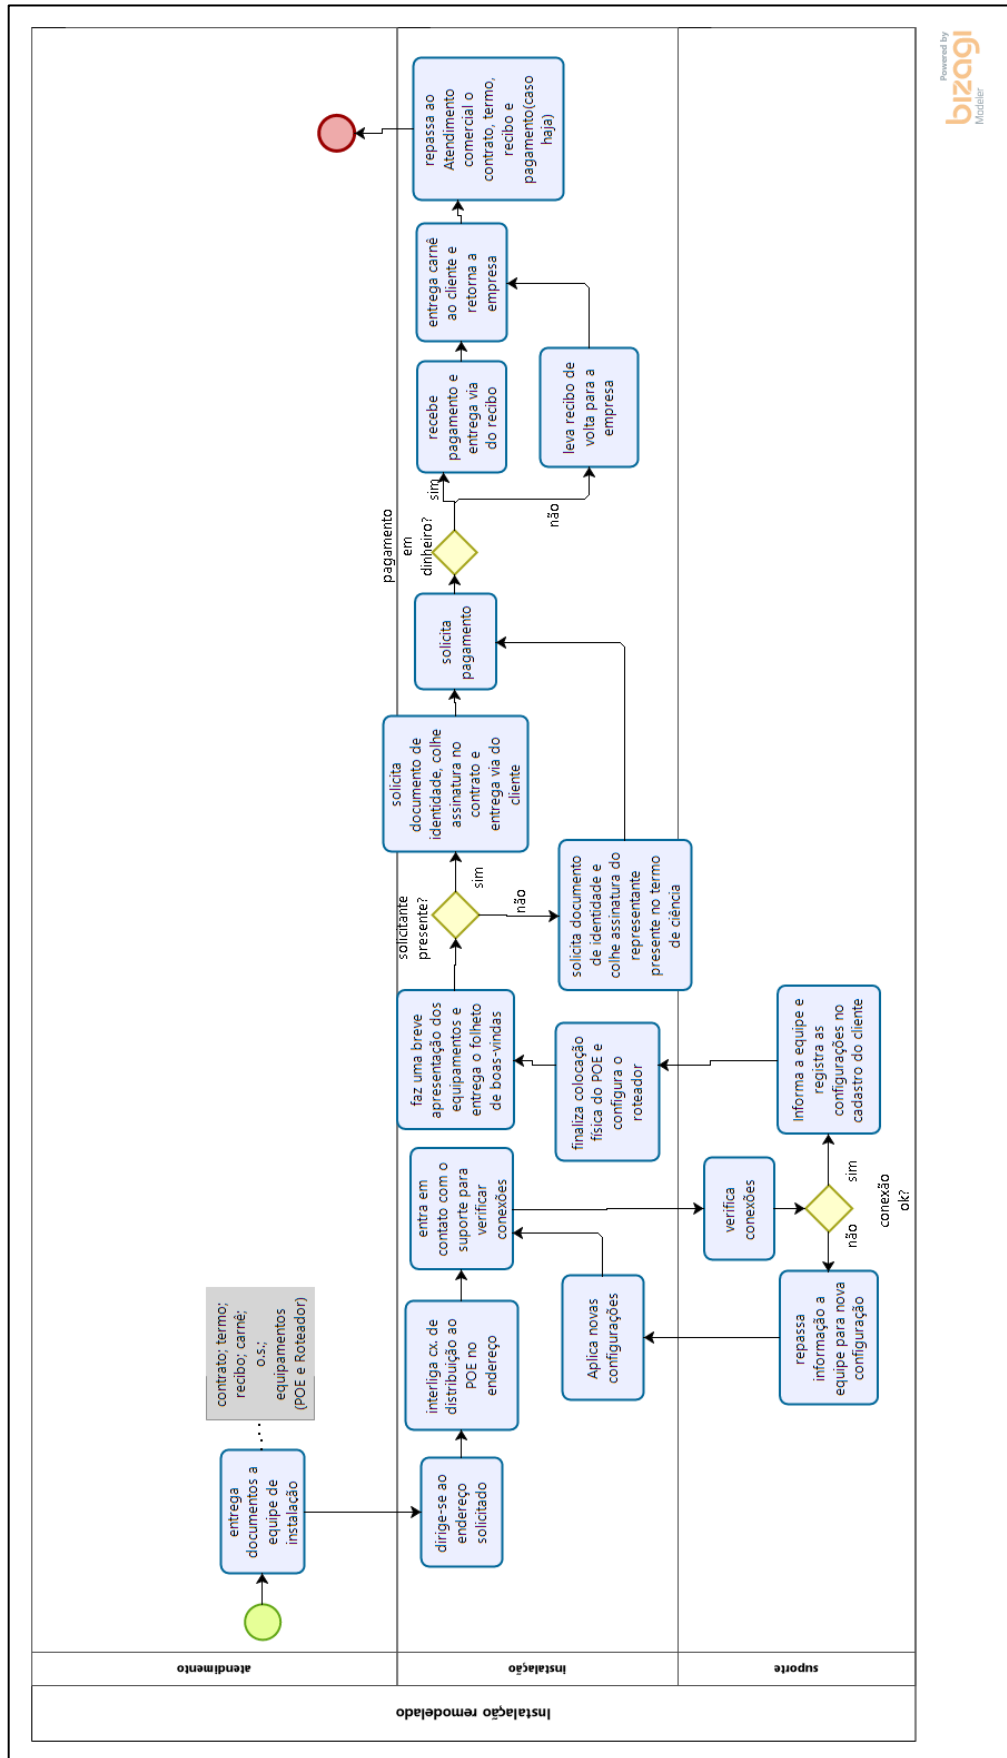 Powered by
bizagi
Modeler
Instalação remodelado
atendimento
instalação
suporte
entrega
documentos a
equipe de
instalação
contrato; termo;
recibo; carnê;
o.s.;
equipamentos
(POE e Roteador)
dirige-se ao
endereço
solicitado
interliga cx. de
distribuição ao
POE no
endereço
entra em
contato com o
suporte para
verificar
conexões
Aplica novas
configurações
verifica
conexões
conexão
ok?
não
sim
repassa
informação a
equipe para nova
configuração
Informa a equipe e
registra as
configurações no
cadastro do cliente
finaliza colocação
física do POE e
configura o
roteador
faz uma breve
apresentação dos
equipamentos e
entrega o folheto
de boas-vindas
solicitante
presente?
sim
não
solicita
documento de
identidade, colhe
assinatura no
contrato e
entrega via do
cliente
solicita documento
de identidade e
colhe assinatura do
representante
presente no termo
de ciência
solicita
pagamento
pagamento
em
dinheiro?
sim
não
recebe
pagamento e
entrega via
do recibo
leva recibo de
volta para a
empresa
entrega carnê
ao cliente e
retorna a
empresa
repassa ao
Atendimento
comercial o
contrato, termo,
recibo e
pagamento(caso
haja)